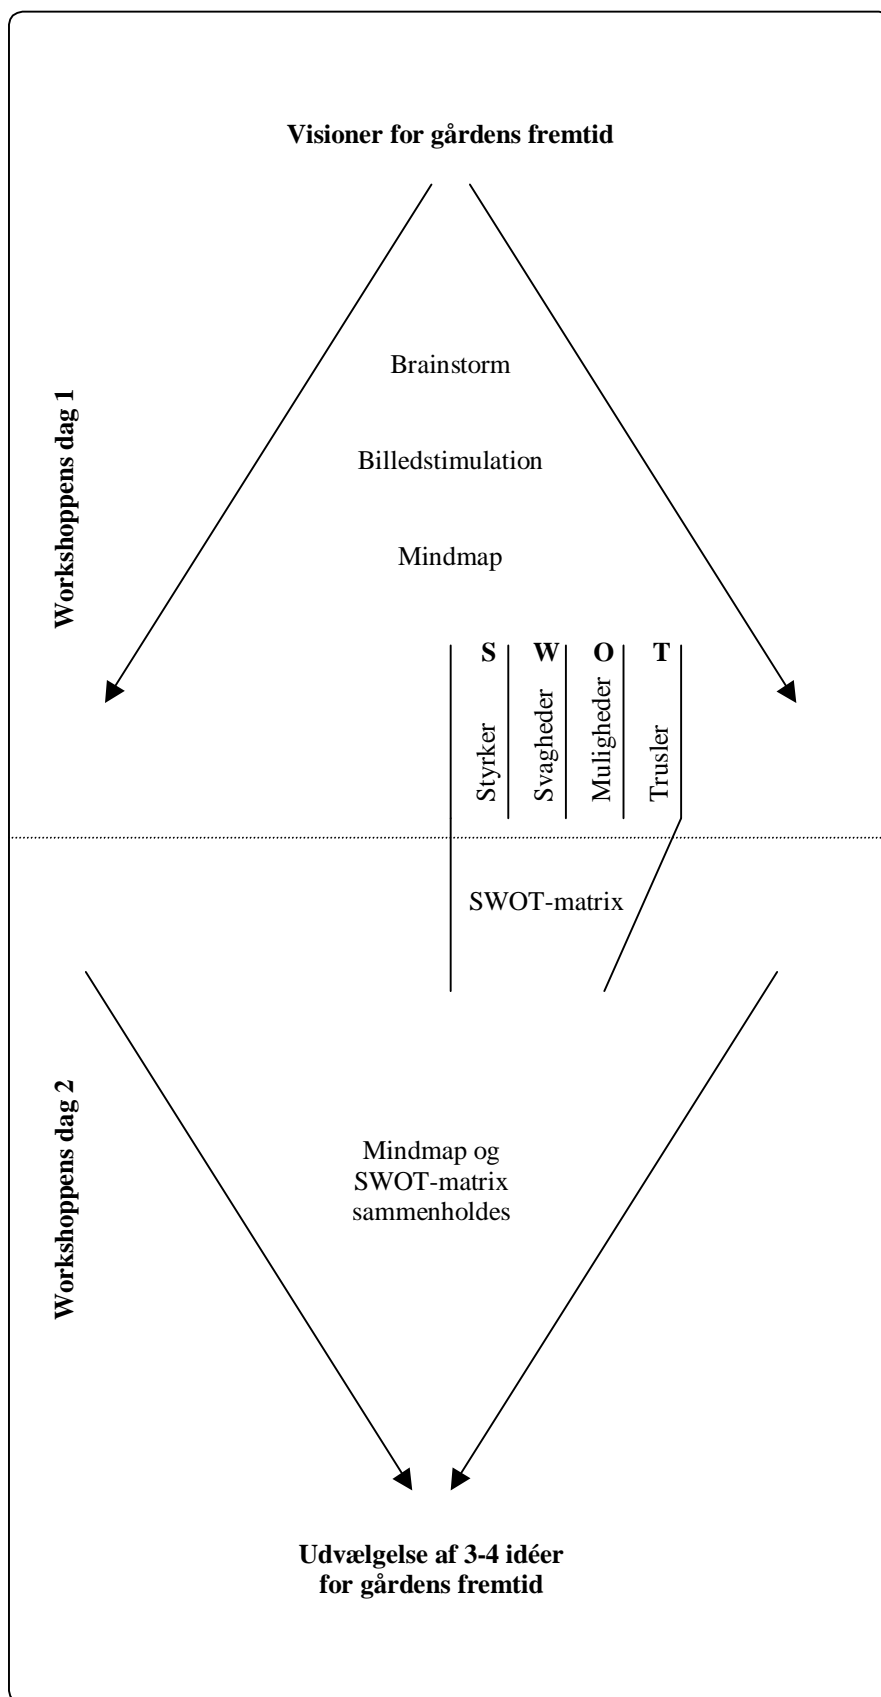 Visioner for gårdens fremtid
Workshoppens dag 1
Brainstorm
Billedstimulation
Mindmap
S W O T
Styrker
Svagheder
Muligheder
Trusler
SWOT-matrix
Workshoppens dag 2
Mindmap og
SWOT-matrix
sammenholdes
Udvælgelse af 3-4 idéer
for gårdens fremtid